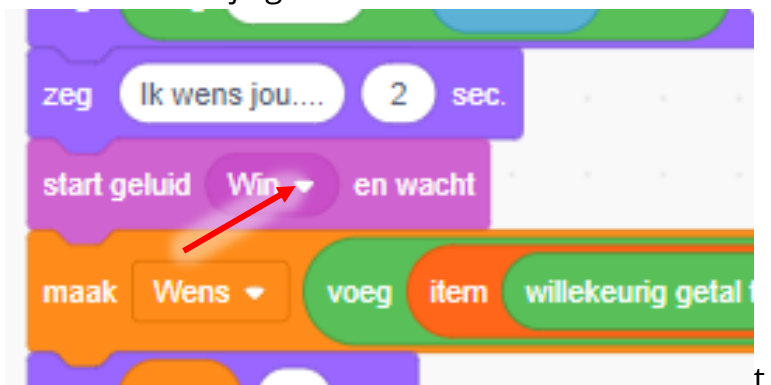 zeg Ik wens jou.... 2 sec.
start geluid Win en wacht
maak Wens voeg item willekeurig getal
t